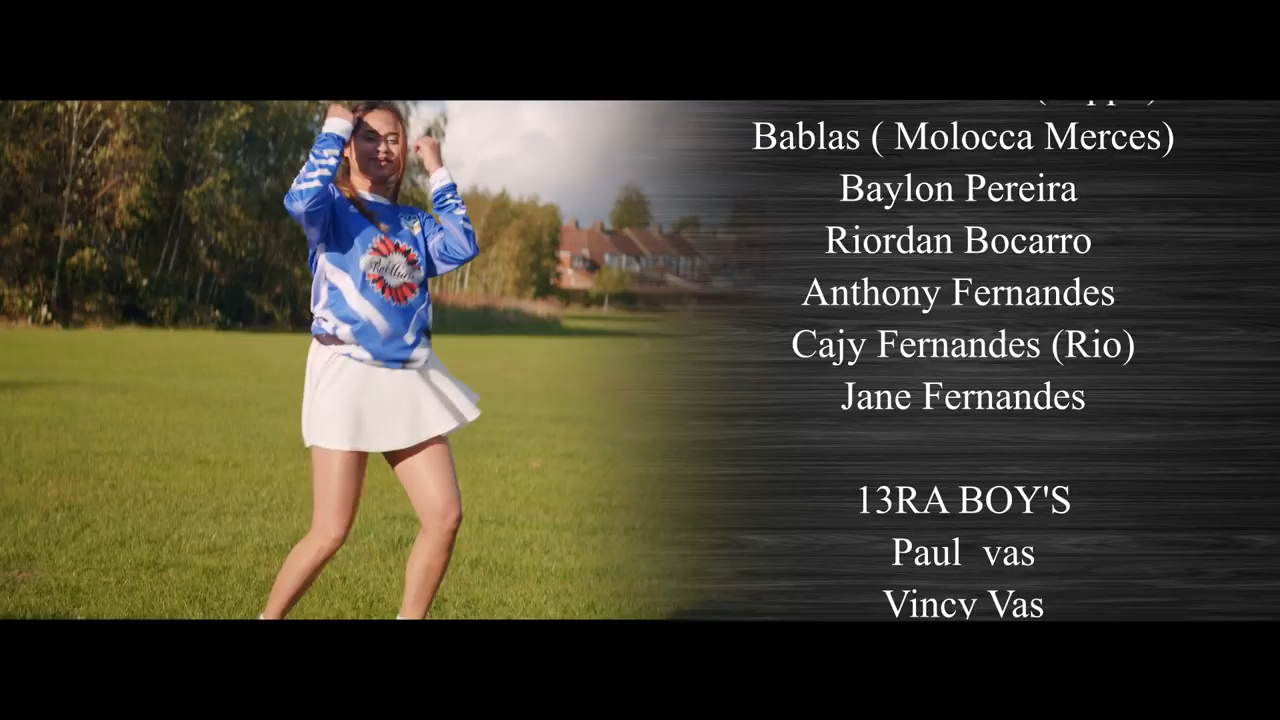 Bablas ( Molocca Merces)
Baylon Pereira
Riordan Bocarro
Anthony Fernandes
Cajy Fernandes (Rio)
Jane Fernandes
13RA BOY'S
Paul vas
Vincy Vas